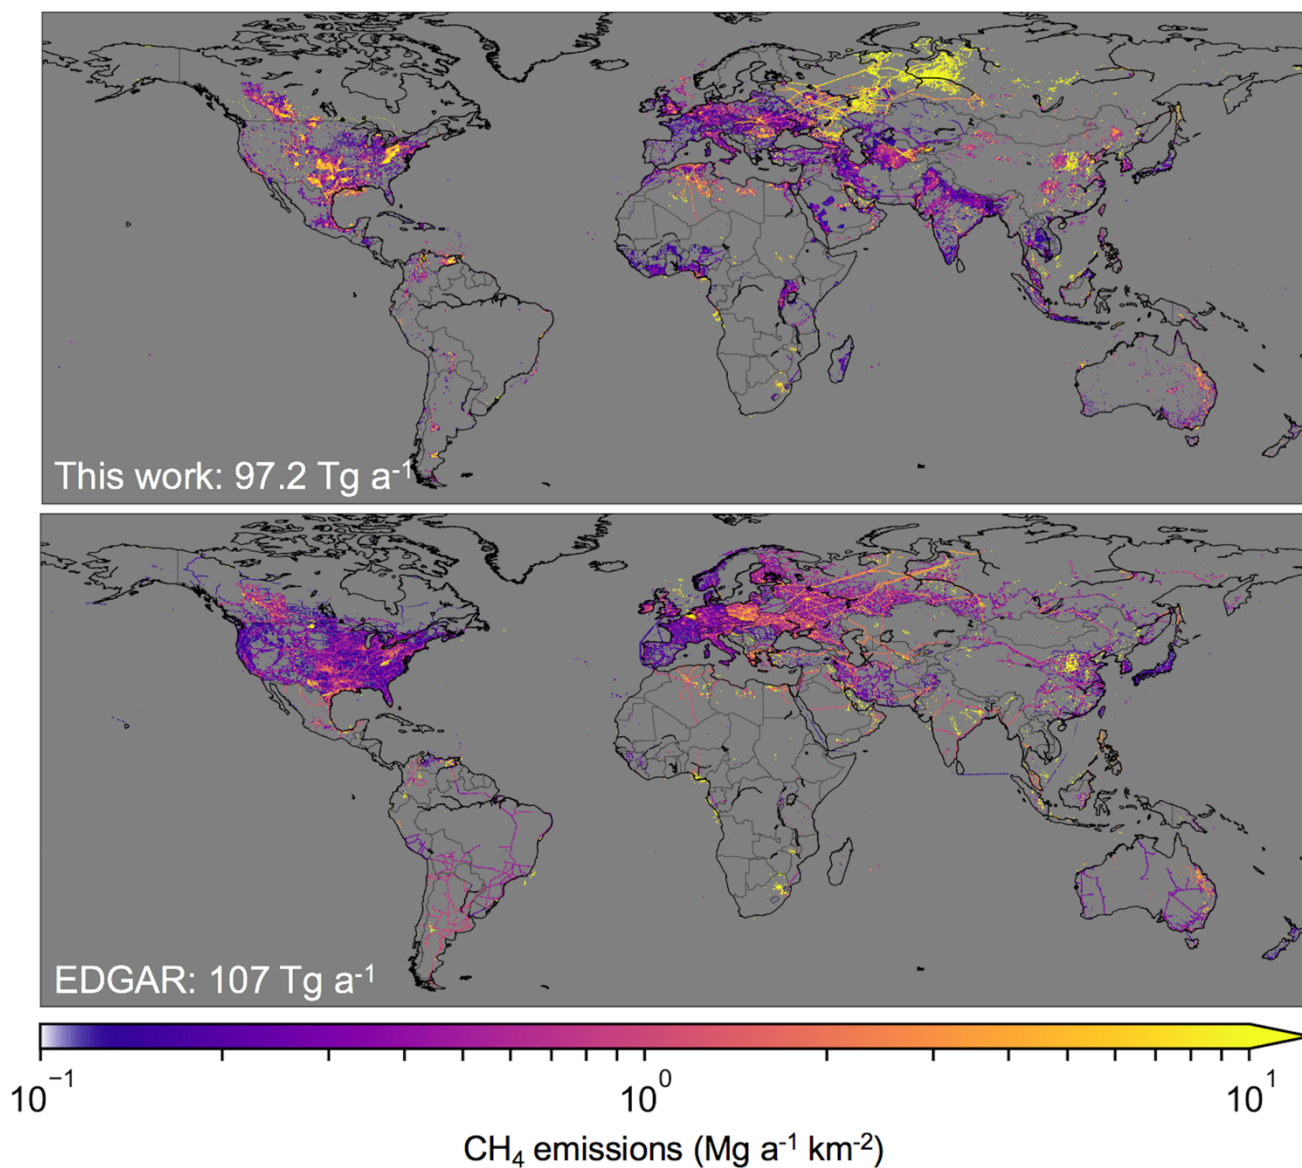 This work: 97.2 Tg a⁻¹
EDGAR: 107 Tg a⁻¹
10⁻¹ 10⁰ 10¹
CH₄ emissions (Mg a⁻¹ km⁻²)